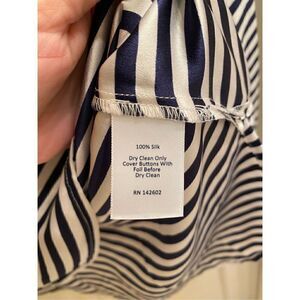 100% Silk
Dry Clean Only
Cover Buttons With
Foil Before
Dry Clean
RN 142602